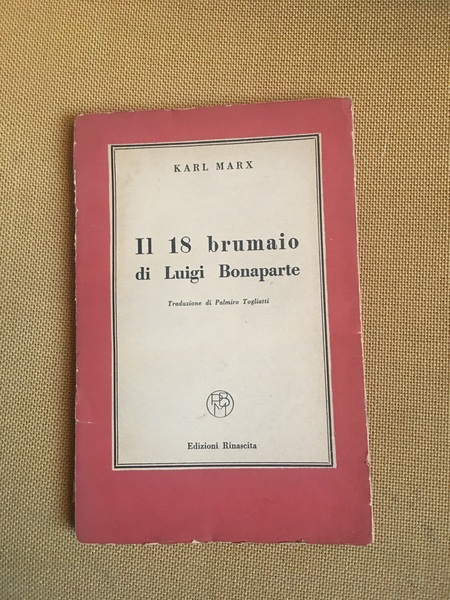 KARL MARX
Il 18 brumaio
di Luigi Bonaparte
Traduzione di Palmiro Togliatti
Edizioni Rinascita